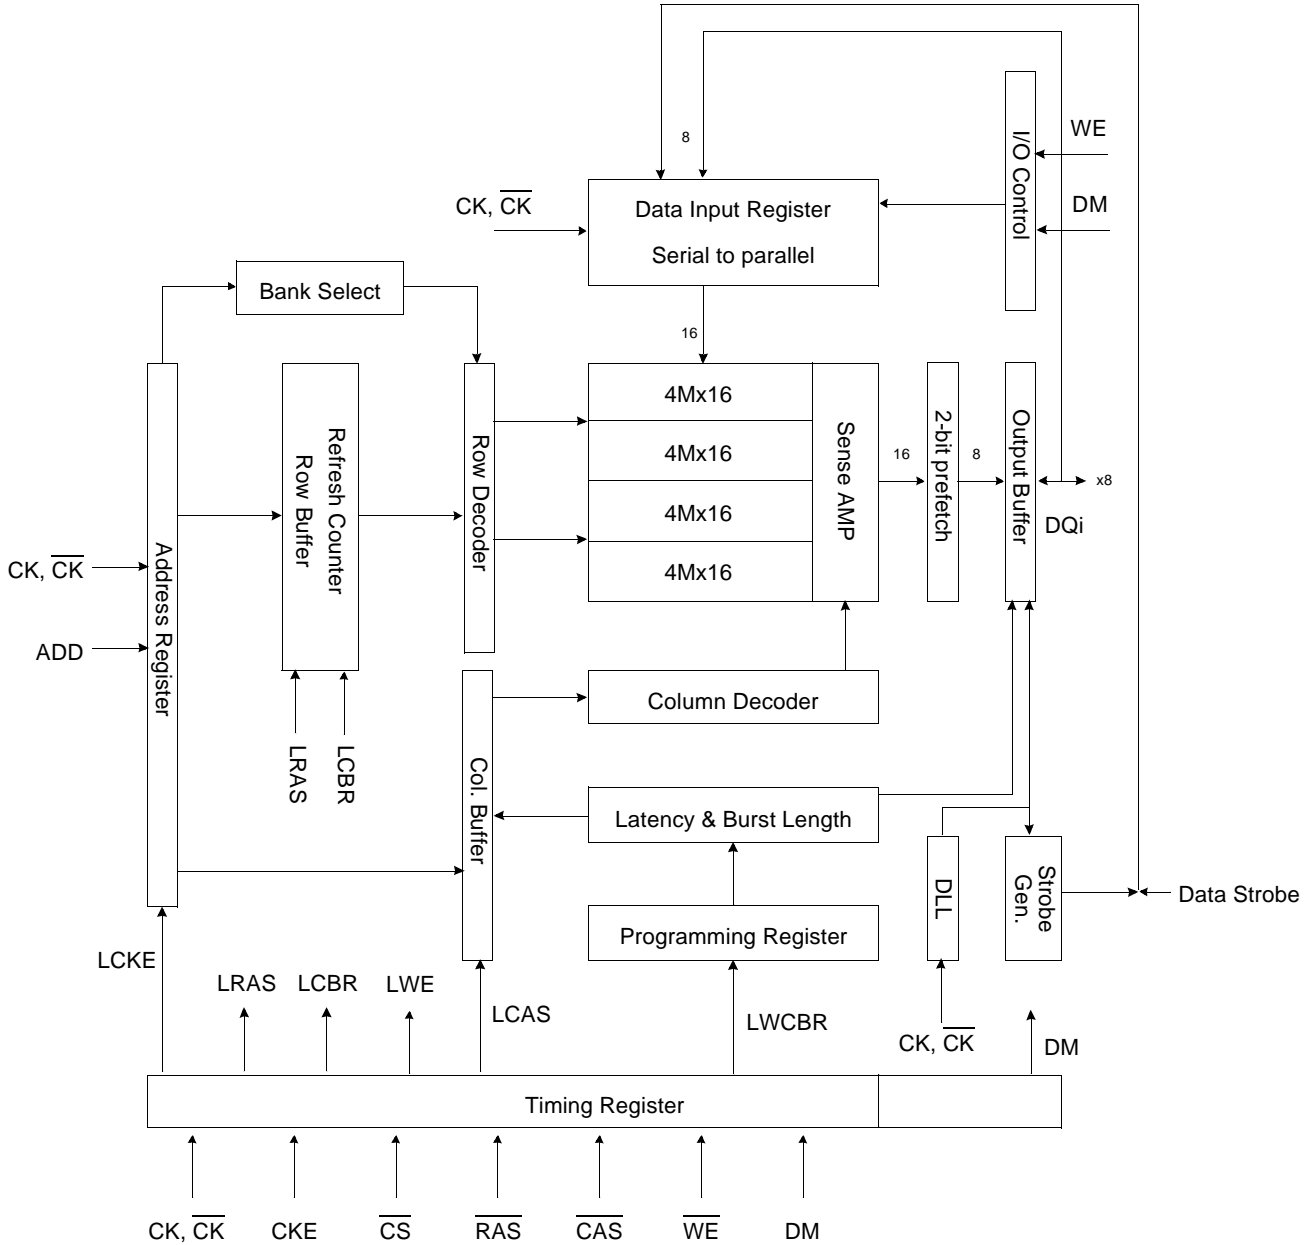 8
WE
I/O Control
CK, CK
Data Input Register
Serial to parallel
DM
Bank Select
16
Address Register
Refresh Counter
Row Buffer
Row Decoder
4Mx16
4Mx16
4Mx16
4Mx16
Sense AMP
16
2-bit prefetch
8
Output Buffer
x8
DQi
CK, CK
ADD
LRAS
LCBR
Col. Buffer
Column Decoder
Latency & Burst Length
Programming Register
DLL
Strobe
Gen.
Data Strobe
LCKE
LRAS
LCBR
LWE
LCAS
LWCBR
CK, CK
DM
Timing Register
CK, CK
CKE
CS
RAS
CAS
WE
DM